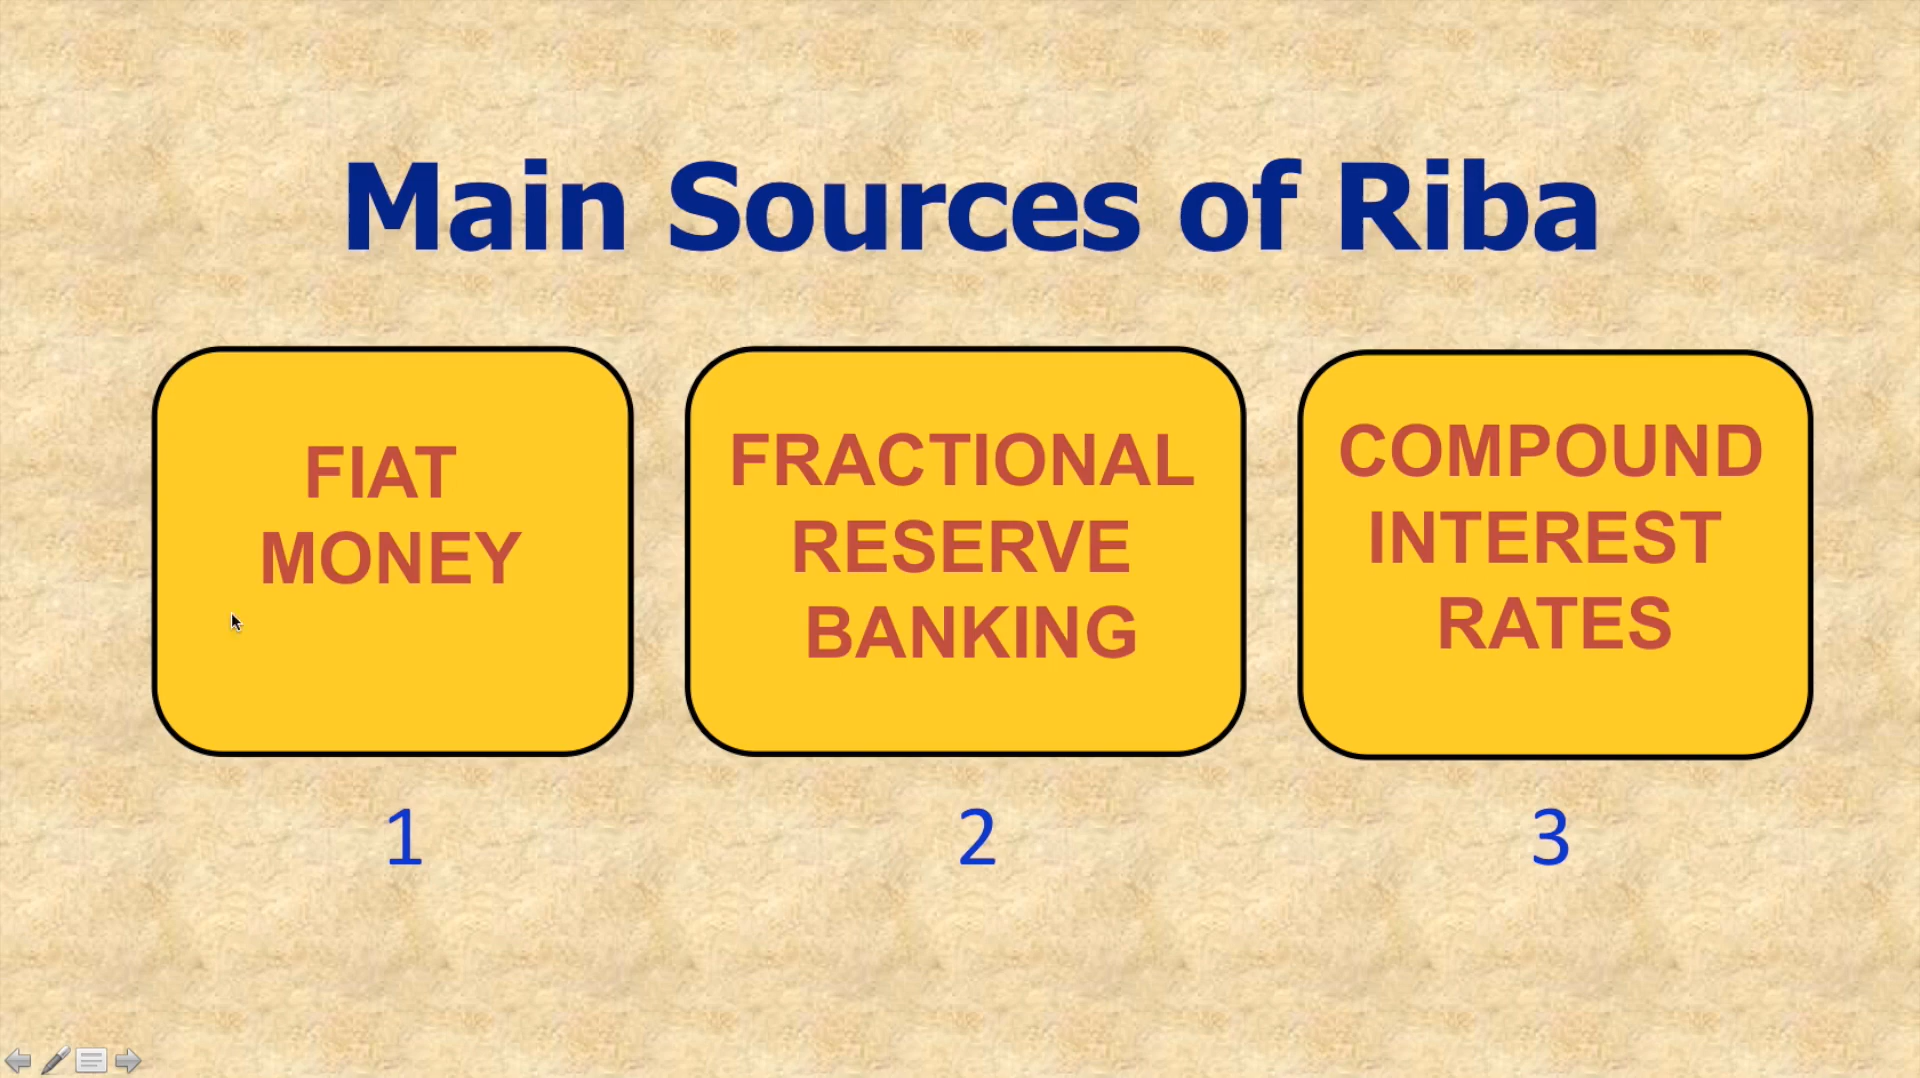 Main Sources of Riba
FIAT
MONEY
FRACTIONAL
RESERVE
BANKING
COMPOUND
INTEREST
RATES
1
2
3